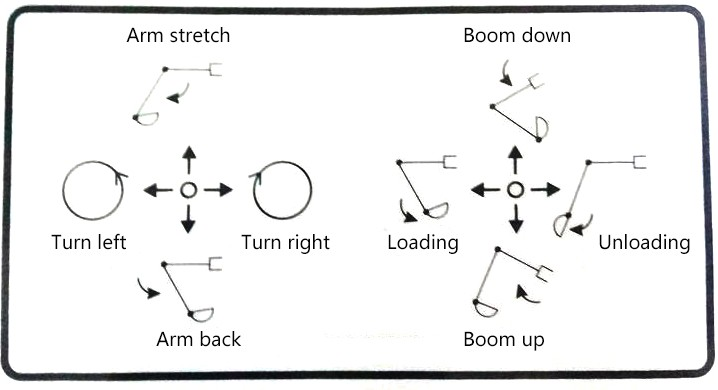 Arm stretch
Boom down
Turn left
Turn right
Loading
Unloading
Arm back
Boom up